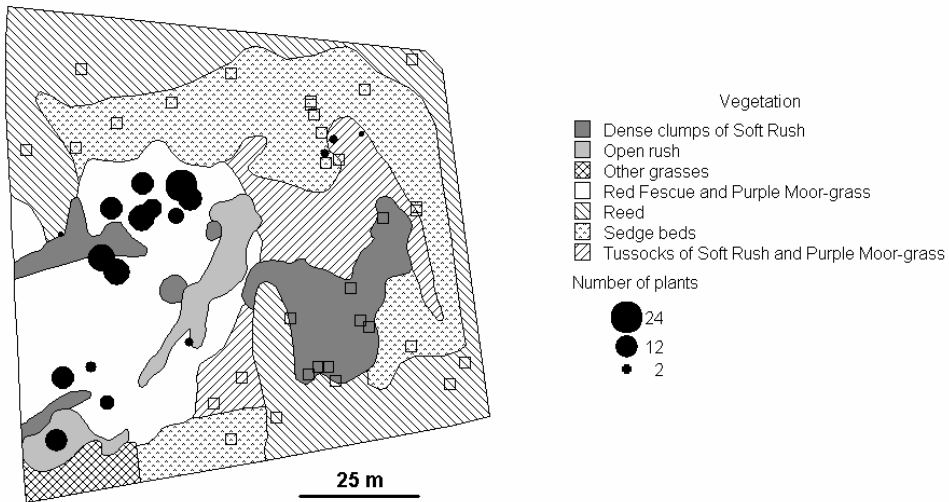 Vegetation
Dense clumps of Soft Rush
Open rush
Other grasses
Red Fescue and Purple Moor-grass
Reed
Sedge beds
Tussocks of Soft Rush and Purple Moor-grass
Number of plants
24
12
2
25 m